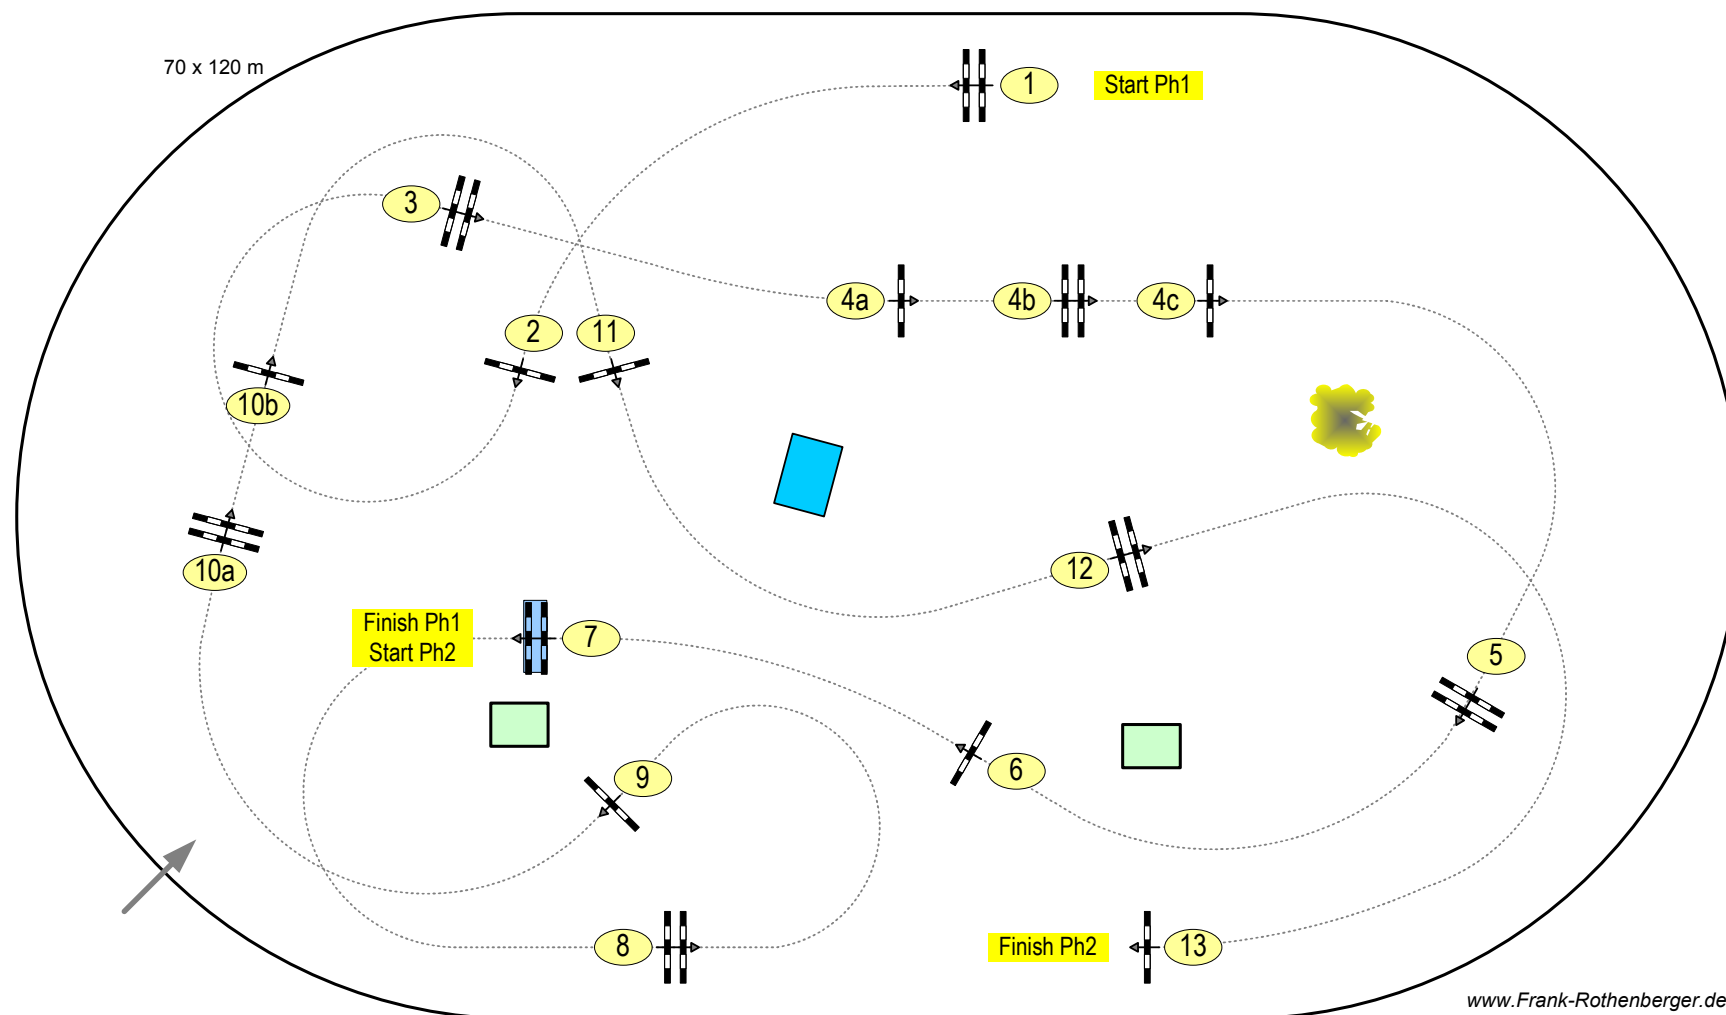 70 x 120 m
1
Start Ph1
3
4a
4b
4c
2
11
10b
12
10a
Finish Ph1
Start Ph2
7
5
6
9
8
Finish Ph2
13
www.Frank-Rothenberger.de